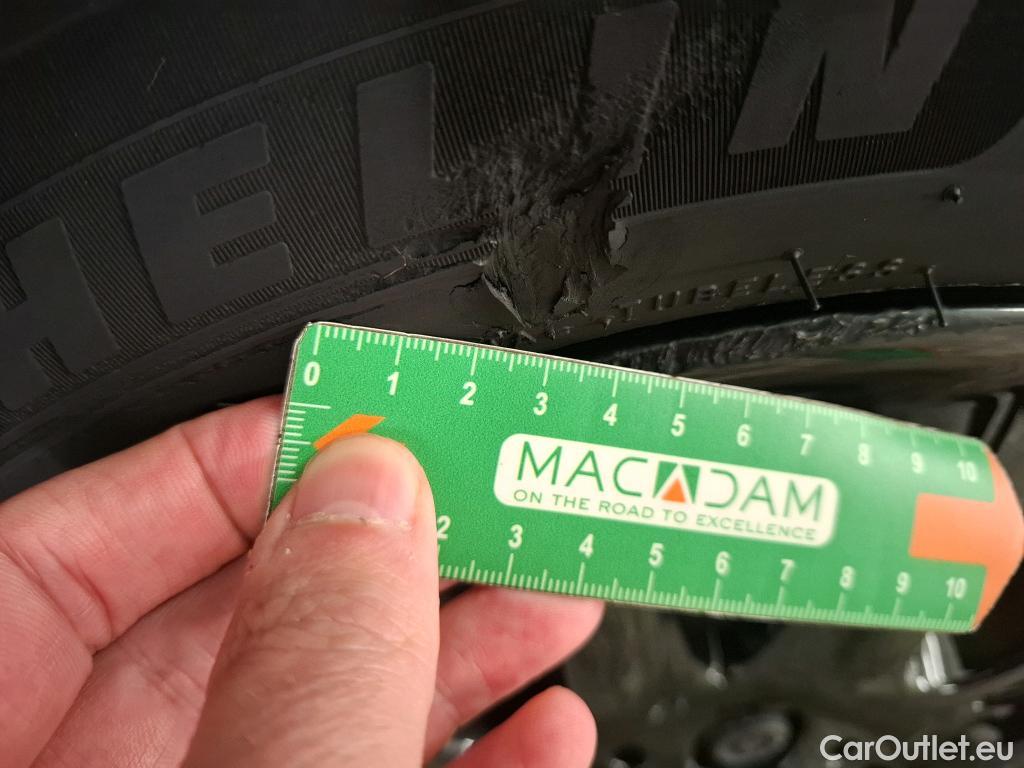 HELIN
TUBELESS
0 1 2 3 4 5 6 7 8 9 10
MACADAM
ON THE ROAD TO EXCELLENCE
2 3 4 5 6 7 8 9 10
CarOutlet.eu